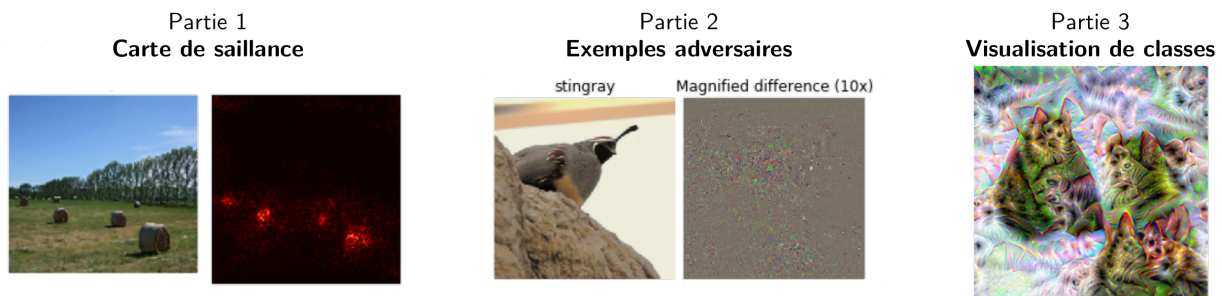 Partie 1
Carte de saillance
Partie 2
Exemples adversaires
stingray
Magnified difference (10x)
Partie 3
Visualisation de classes